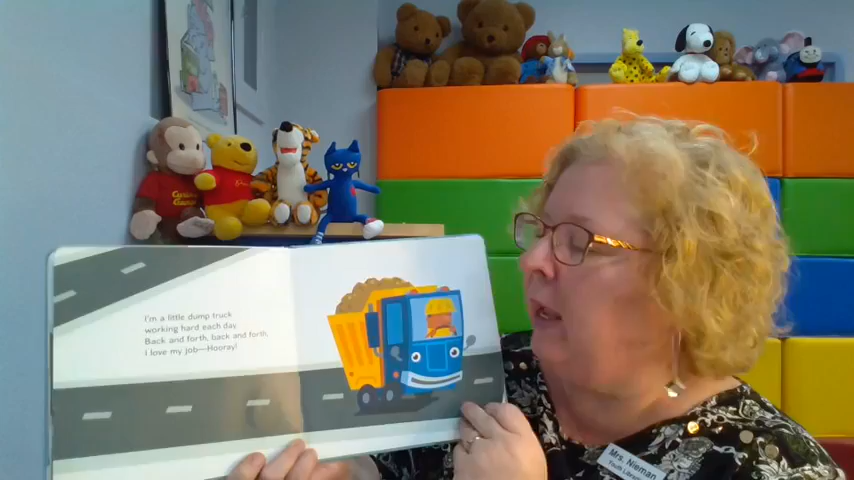 I'm a little dump truck
working hard each day.
Back and forth, back and forth.
I love my job—Hooray!
Mrs. Nieman
Youth Librarian
Curious
George